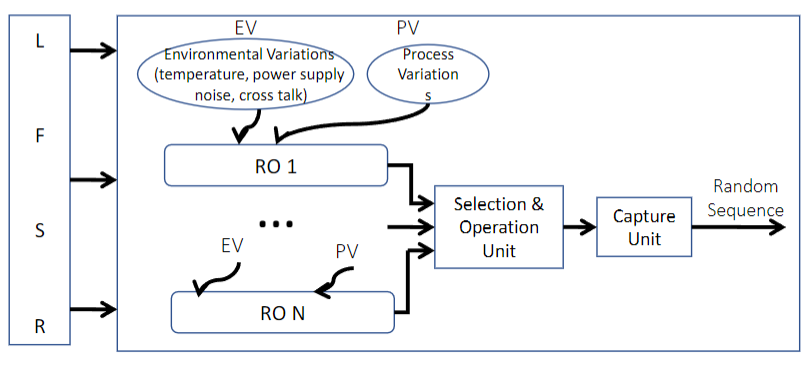 L
F
S
R
EV
PV
Environmental Variations
(temperature, power supply
noise, cross talk)
Process
Variation
s
RO 1
...
EV
PV
RO N
Selection &
Operation
Unit
Capture
Unit
Random
Sequence